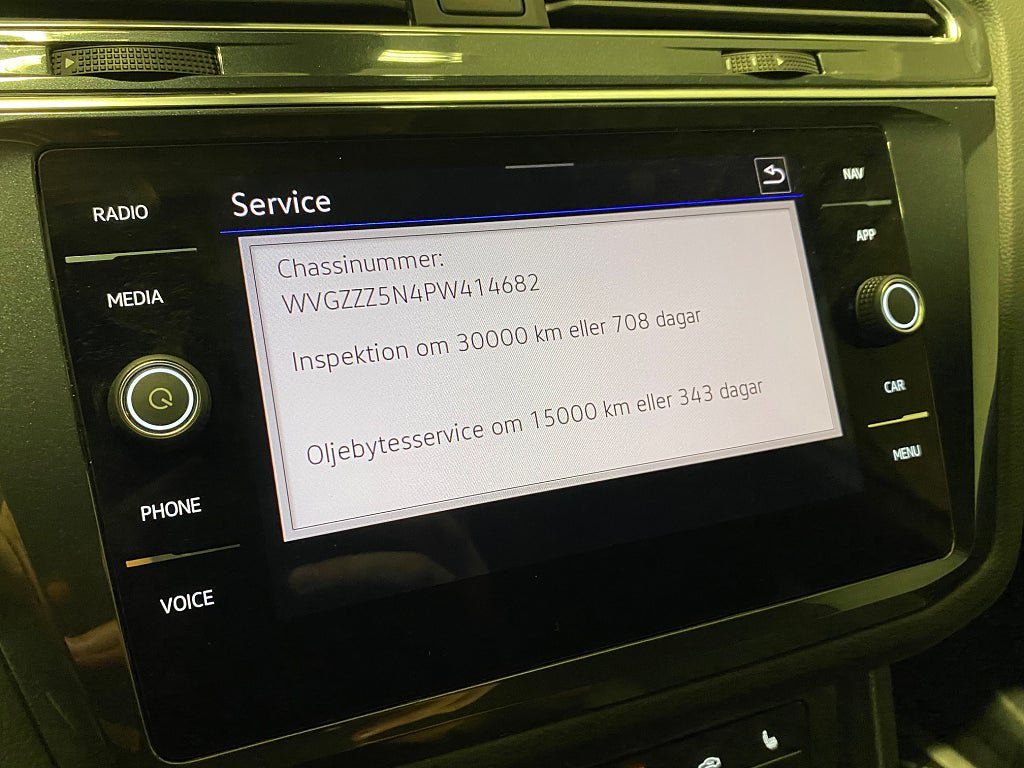 Service
Chassinummer:
WVGZZZ5N4PW414682
Inspektion om 30000 km eller 708 dagar
Oljebytesservice om 15000 km eller 343 dagar
RADIO
MEDIA
PHONE
VOICE
NAV
APP
CAR
MENU